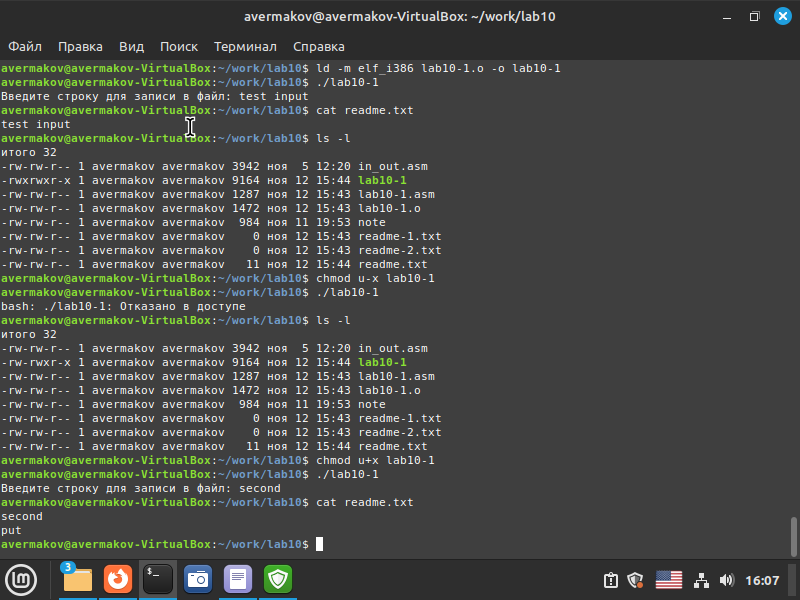 avermakov@avermakov-VirtualBox: ~/work/lab10
Файл Правка Вид Поиск Терминал Справка
avermakov@avermakov-VirtualBox:~/work/lab10$ ld -m elf_i386 lab10-1.o -o lab10-1
avermakov@avermakov-VirtualBox:~/work/lab10$ ./lab10-1
Введите строку для записи в файл: test input
avermakov@avermakov-VirtualBox:~/work/lab10$ cat readme.txt
test input
avermakov@avermakov-VirtualBox:~/work/lab10$ ls -l
итого 32
-rw-rw-r-- 1 avermakov avermakov 3942 ноя  5 12:20 in_out.asm
-rwxrwxr-x 1 avermakov avermakov 9164 ноя 12 15:44 lab10-1
-rw-rw-r-- 1 avermakov avermakov 1287 ноя 12 15:43 lab10-1.asm
-rw-rw-r-- 1 avermakov avermakov 1472 ноя 12 15:43 lab10-1.o
-rw-rw-r-- 1 avermakov avermakov  984 ноя 11 19:53 note
-rw-rw-r-- 1 avermakov avermakov    0 ноя 12 15:43 readme-1.txt
-rw-rw-r-- 1 avermakov avermakov    0 ноя 12 15:43 readme-2.txt
-rw-rw-r-- 1 avermakov avermakov   11 ноя 12 15:44 readme.txt
avermakov@avermakov-VirtualBox:~/work/lab10$ chmod u-x lab10-1
avermakov@avermakov-VirtualBox:~/work/lab10$ ./lab10-1
bash: ./lab10-1: Отказано в доступе
avermakov@avermakov-VirtualBox:~/work/lab10$ ls -l
итого 32
-rw-rw-r-- 1 avermakov avermakov 3942 ноя  5 12:20 in_out.asm
-rw-rwxr-x 1 avermakov avermakov 9164 ноя 12 15:44 lab10-1
-rw-rw-r-- 1 avermakov avermakov 1287 ноя 12 15:43 lab10-1.asm
-rw-rw-r-- 1 avermakov avermakov 1472 ноя 12 15:43 lab10-1.o
-rw-rw-r-- 1 avermakov avermakov  984 ноя 11 19:53 note
-rw-rw-r-- 1 avermakov avermakov    0 ноя 12 15:43 readme-1.txt
-rw-rw-r-- 1 avermakov avermakov    0 ноя 12 15:43 readme-2.txt
-rw-rw-r-- 1 avermakov avermakov   11 ноя 12 15:44 readme.txt
avermakov@avermakov-VirtualBox:~/work/lab10$ chmod u+x lab10-1
avermakov@avermakov-VirtualBox:~/work/lab10$ ./lab10-1
Введите строку для записи в файл: second
avermakov@avermakov-VirtualBox:~/work/lab10$ cat readme.txt
second
put
avermakov@avermakov-VirtualBox:~/work/lab10$
3
16:07